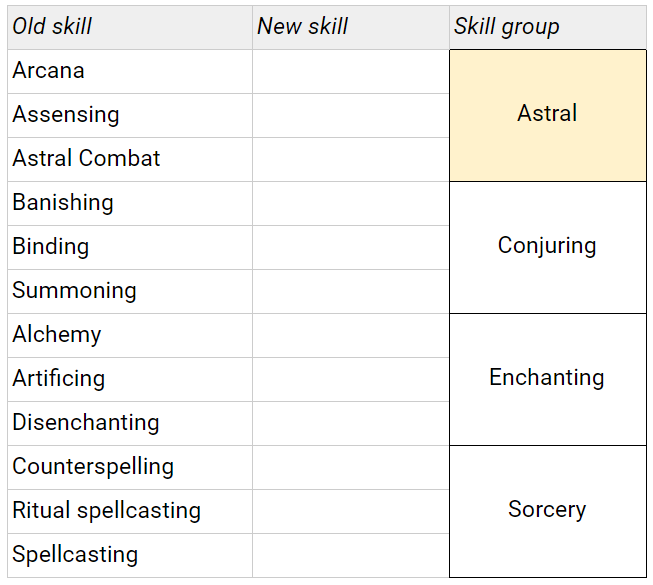 Old skill New skill Skill group
Arcana
Assensing Astral
Astral Combat
Banishing
Binding Conjuring
Summoning
Alchemy
Artificing Enchanting
Disenchanting
Counterspelling
Ritual spellcasting Sorcery
Spellcasting